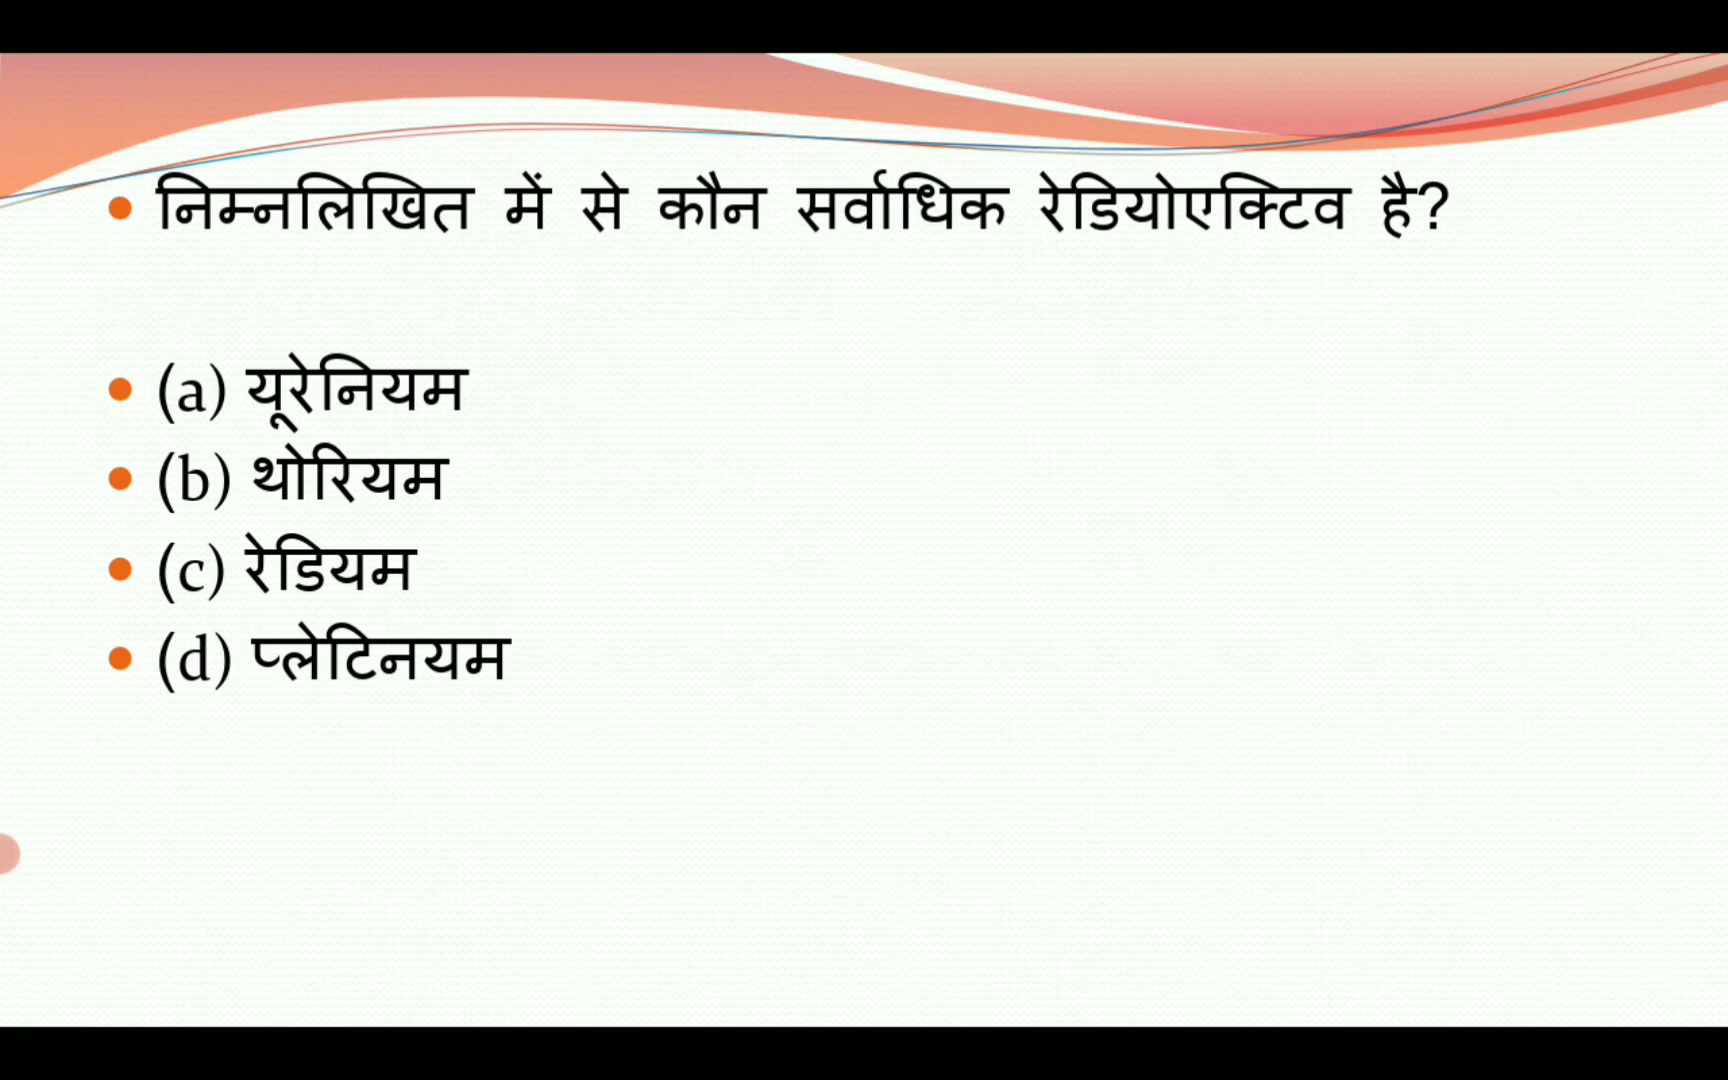 निम्नलिखित में से कौन सर्वाधिक रेडियोएक्टिव है?
(a) यूरेनियम
(b) थोरियम
(c) रेडियम
(d) प्लेटिनयम